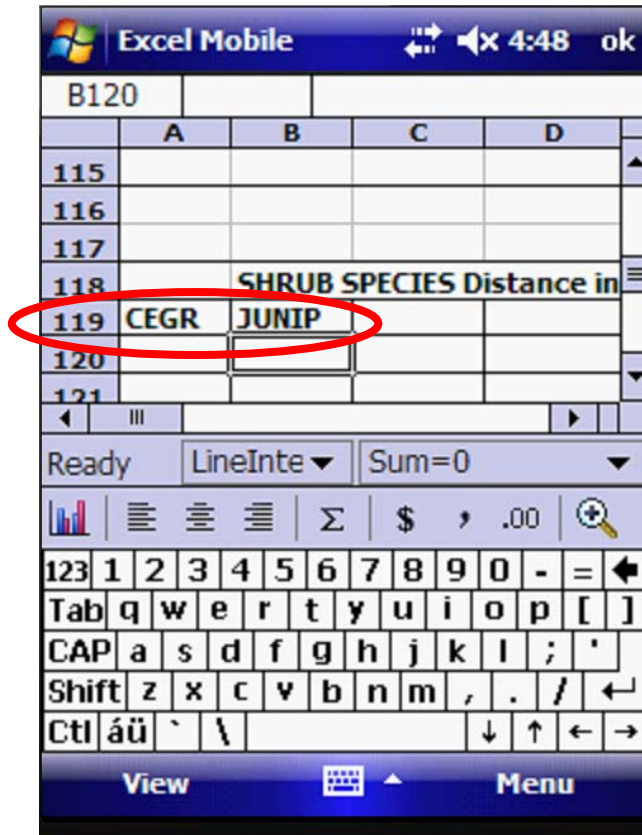 Excel Mobile 4:48 ok
B120
A B C D
115
116
117
118 SHRUB SPECIES Distance in
119 CEGR JUNIP
120
121
Ready LineInte Sum=0
Σ $ , .00
123 1 2 3 4 5 6 7 8 9 0 - =
Tab q w e r t y u i o p [ ]
CAP a s d f g h j k l ; '
Shift z x c v b n m , . /
Ctl áü ` \ ↓ ↑ ← →
View Menu